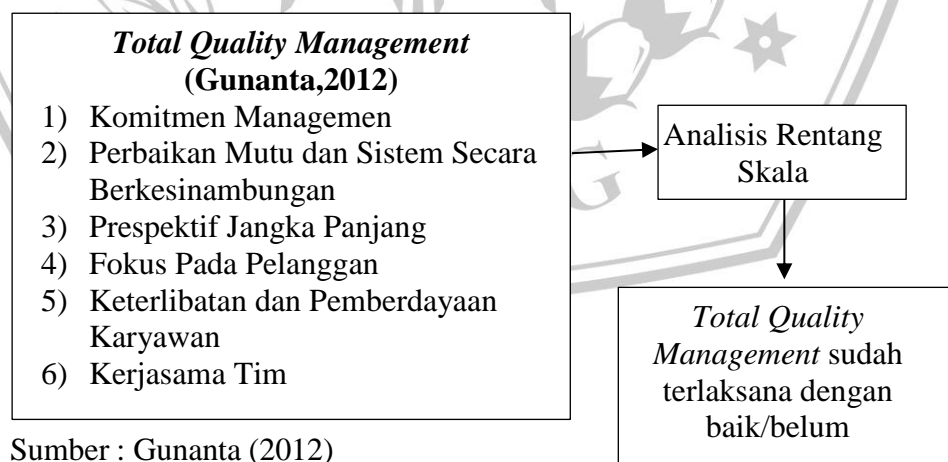 Total Quality Management
(Gunanta,2012)
1) Komitmen Managemen
2) Perbaikan Mutu dan Sistem Secara
Berkesinambungan
3) Prespektif Jangka Panjang
4) Fokus Pada Pelanggan
5) Keterlibatan dan Pemberdayaan
Karyawan
6) Kerjasama Tim
Analisis Rentang
Skala
Total Quality
Management sudah
terlaksana dengan
baik/belum
Sumber : Gunanta (2012)